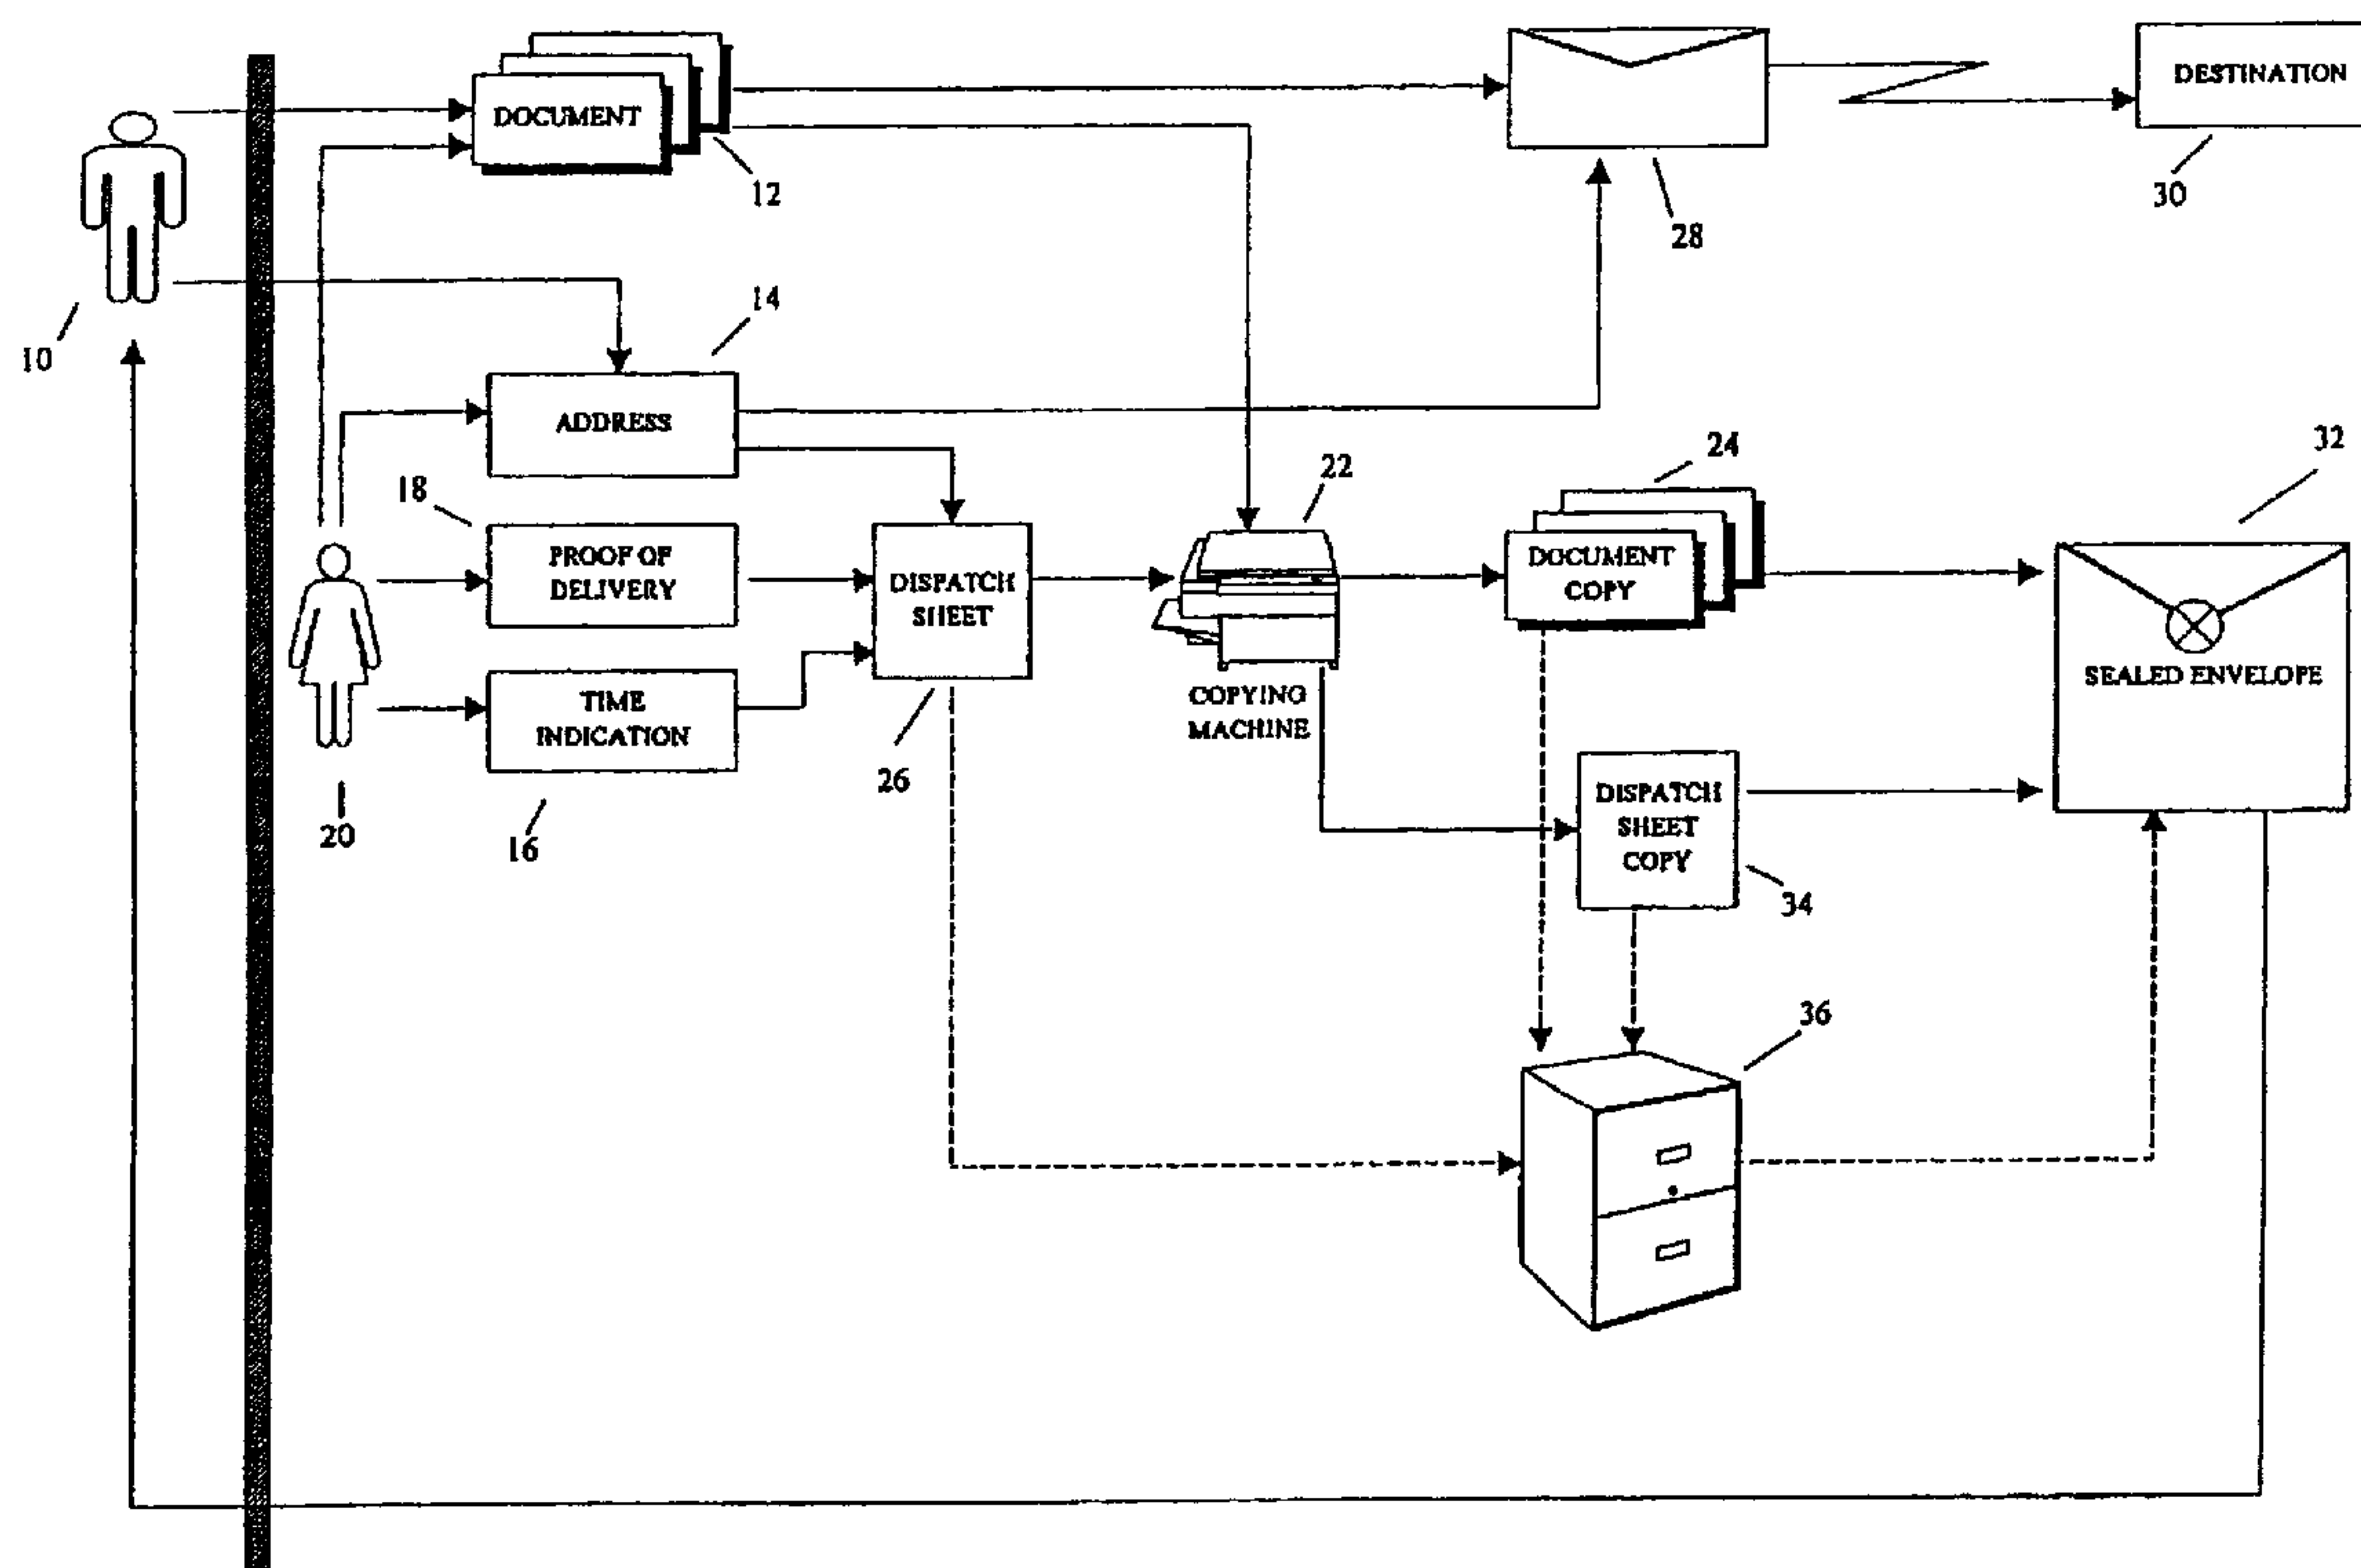 DOCUMENT
DESTINATION
12
30
28
14
10
ADDRESS
32
24
22
18
PROOF OF
DELIVERY
DISPATCH
SHEET
DOCUMENT
COPY
SEALED ENVELOPE
TIME
INDICATION
COPYING
MACHINE
26
20
16
DISPATCH
SHEET
COPY
34
36